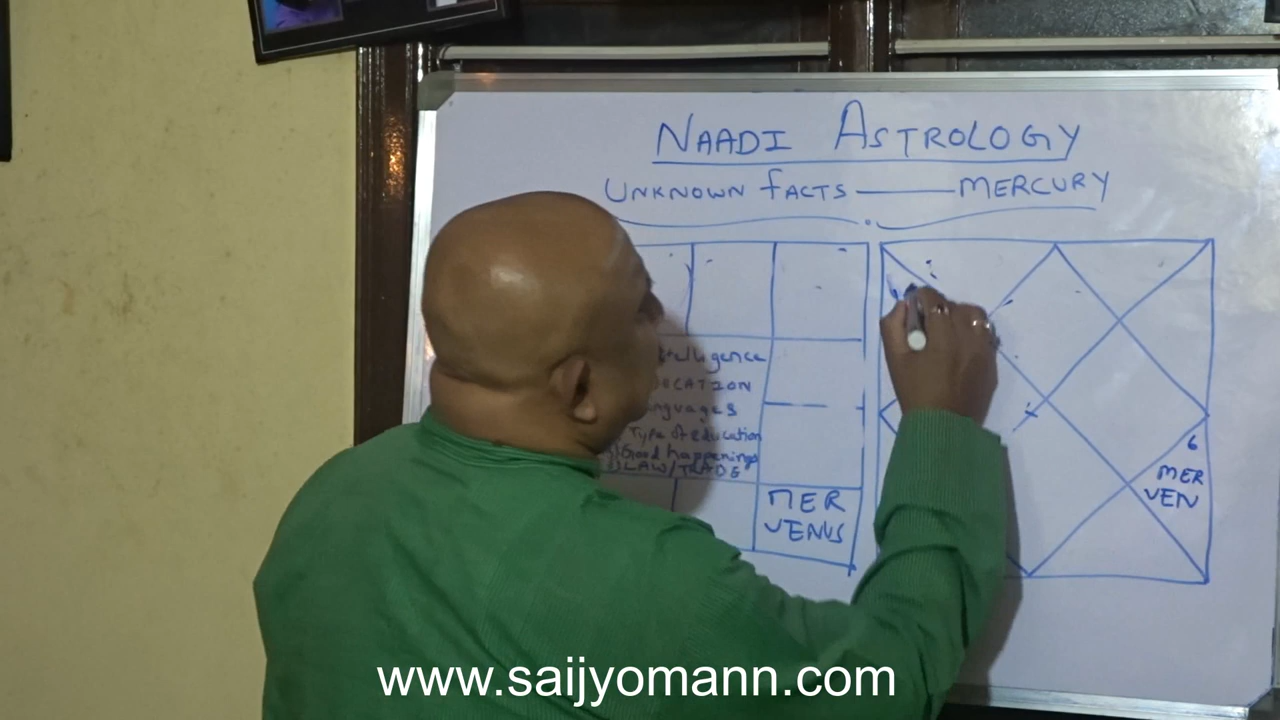 NAADI ASTROLOGY
UNKNOWN FACTS — MERCURY
LANGUAGES
Type of education
Good happenings
LAW/TRADE
MER
VENUS
6
MER
VEN
www.saijyomann.com